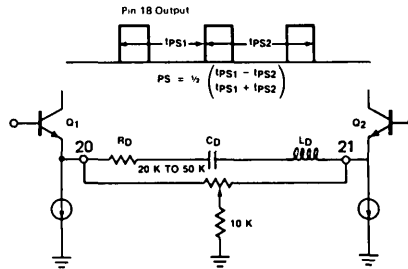 Pin 18 Output
tPS1 tPS2
PS = ½ (tPS1 − tPS2
tPS1 + tPS2)
Q1 Q2
20 RD CD LD 21
20 K TO 50 K
10 K